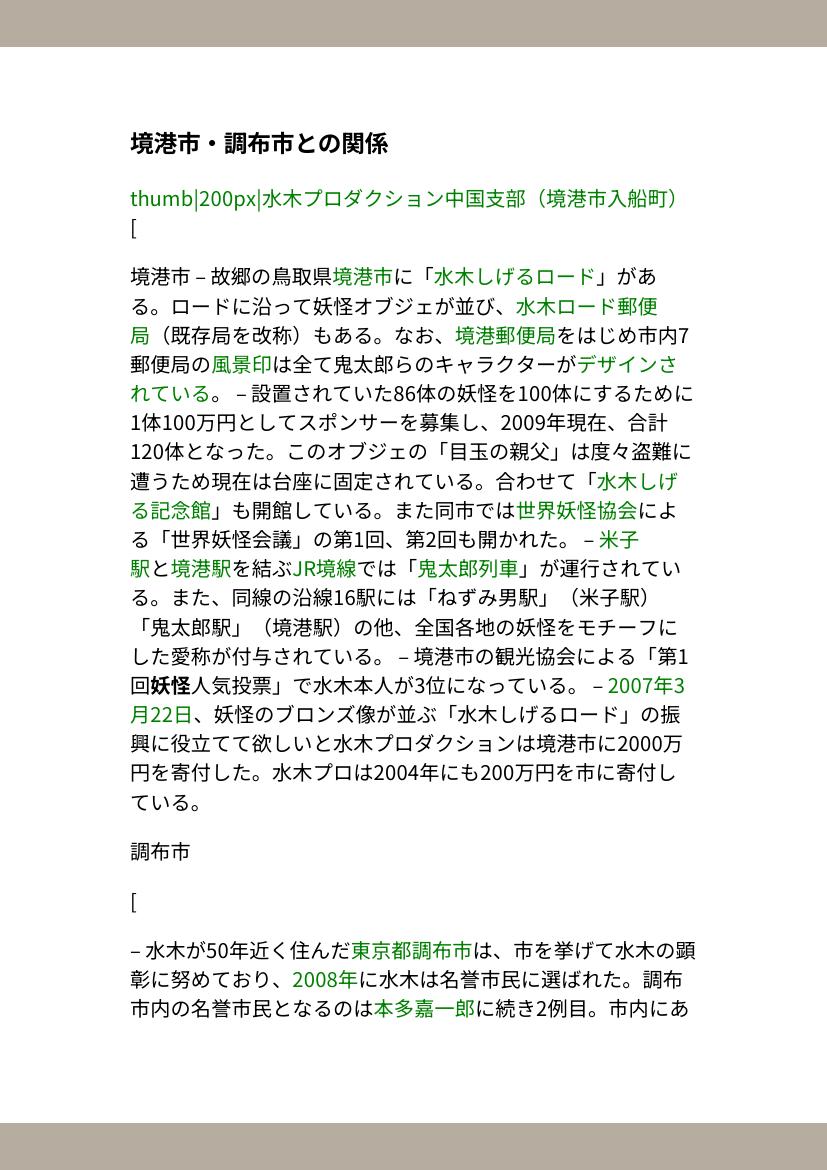 境港市・調布市との関係
thumb|200px|水木プロダクション中国支部（境港市入船町）
[
境港市 – 故郷の鳥取県境港市に「水木しげるロード」があ
る。ロードに沿って妖怪オブジェが並び、水木ロード郵便
局（既存局を改称）もある。なお、境港郵便局をはじめ市内7
郵便局の風景印は全て鬼太郎らのキャラクターがデザインさ
れている。 – 設置されていた86体の妖怪を100体にするために
1体100万円としてスポンサーを募集し、2009年現在、合計
120体となった。このオブジェの「目玉の親父」は度々盗難に
遭うため現在は台座に固定されている。合わせて「水木しげ
る記念館」も開館している。また同市では世界妖怪協会によ
る「世界妖怪会議」の第1回、第2回も開かれた。 – 米子
駅と境港駅を結ぶJR境線では「鬼太郎列車」が運行されてい
る。また、同線の沿線16駅には「ねずみ男駅」（米子駅）
「鬼太郎駅」（境港駅）の他、全国各地の妖怪をモチーフに
した愛称が付与されている。 – 境港市の観光協会による「第1
回妖怪人気投票」で水木本人が3位になっている。 – 2007年3
月22日、妖怪のブロンズ像が並ぶ「水木しげるロード」の振
興に役立てて欲しいと水木プロダクションは境港市に2000万
円を寄付した。水木プロは2004年にも200万円を市に寄付し
ている。
調布市
[
– 水木が50年近く住んだ東京都調布市は、市を挙げて水木の顕
彰に努めており、2008年に水木は名誉市民に選ばれた。調布
市内の名誉市民となるのは本多嘉一郎に続き2例目。市内にあ